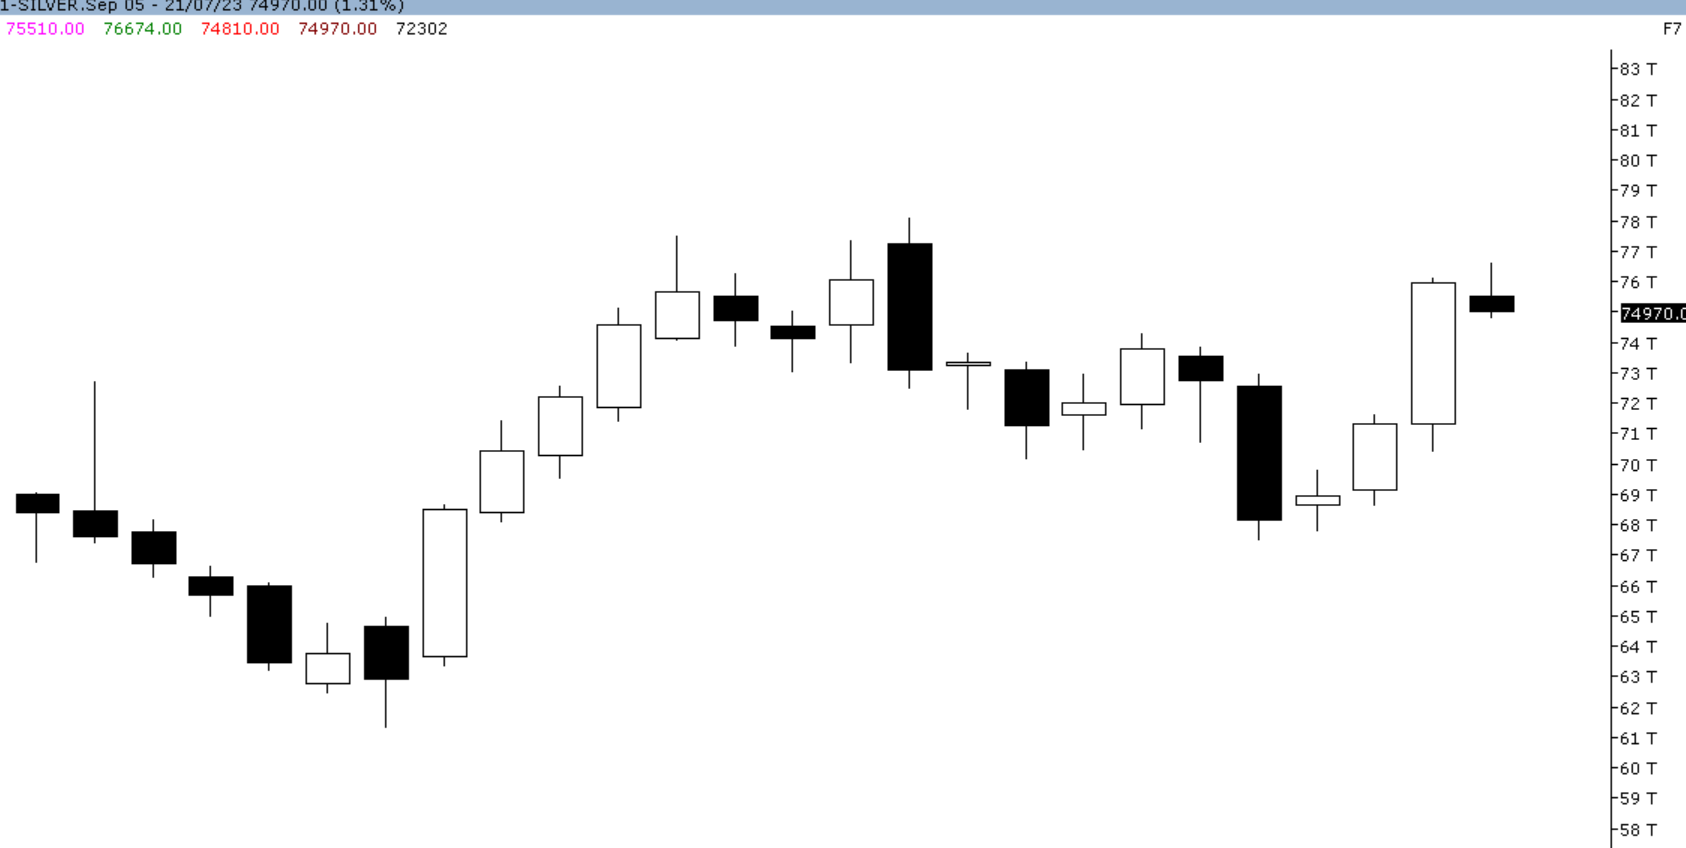 1-SILVER.Sep 05 - 21/07/23 74970.00 (1.31%)
75510.00 76674.00 74810.00 74970.00 72302 F7
83 T
82 T
81 T
80 T
79 T
78 T
77 T
76 T
74970.0
74 T
73 T
72 T
71 T
70 T
69 T
68 T
67 T
66 T
65 T
64 T
63 T
62 T
61 T
60 T
59 T
58 T